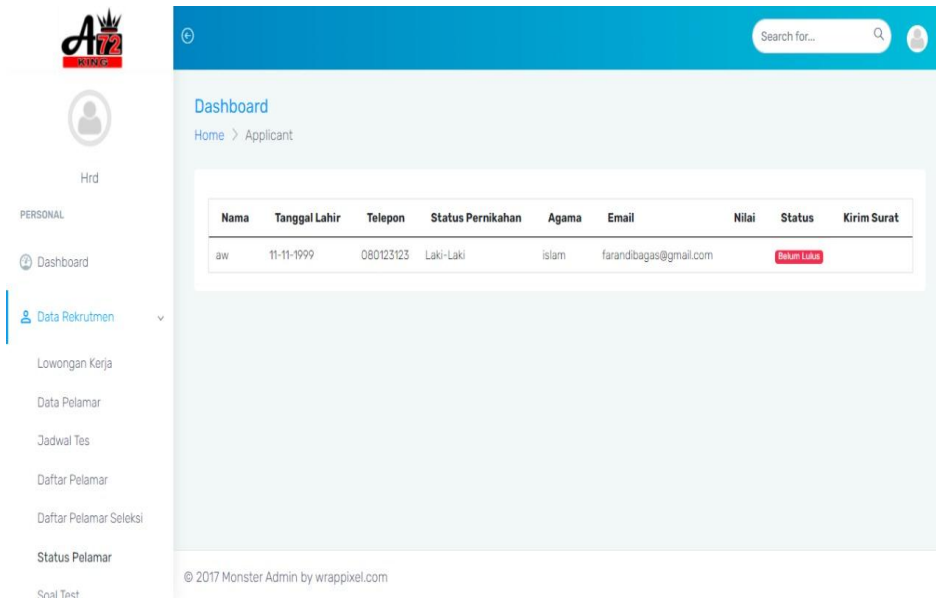 A72
KING
Search for...
Hrd
PERSONAL
Dashboard
Data Rekrutmen
Lowongan Kerja
Data Pelamar
Jadwal Tes
Daftar Pelamar
Daftar Pelamar Seleksi
Status Pelamar
Soal Test
Dashboard
Home > Applicant
Nama Tanggal Lahir Telepon Status Pernikahan Agama Email Nilai Status Kirim Surat
aw 11-11-1999 080123123 Laki-Laki islam farandibagas@gmail.com Belum Lulus
© 2017 Monster Admin by wrappixel.com